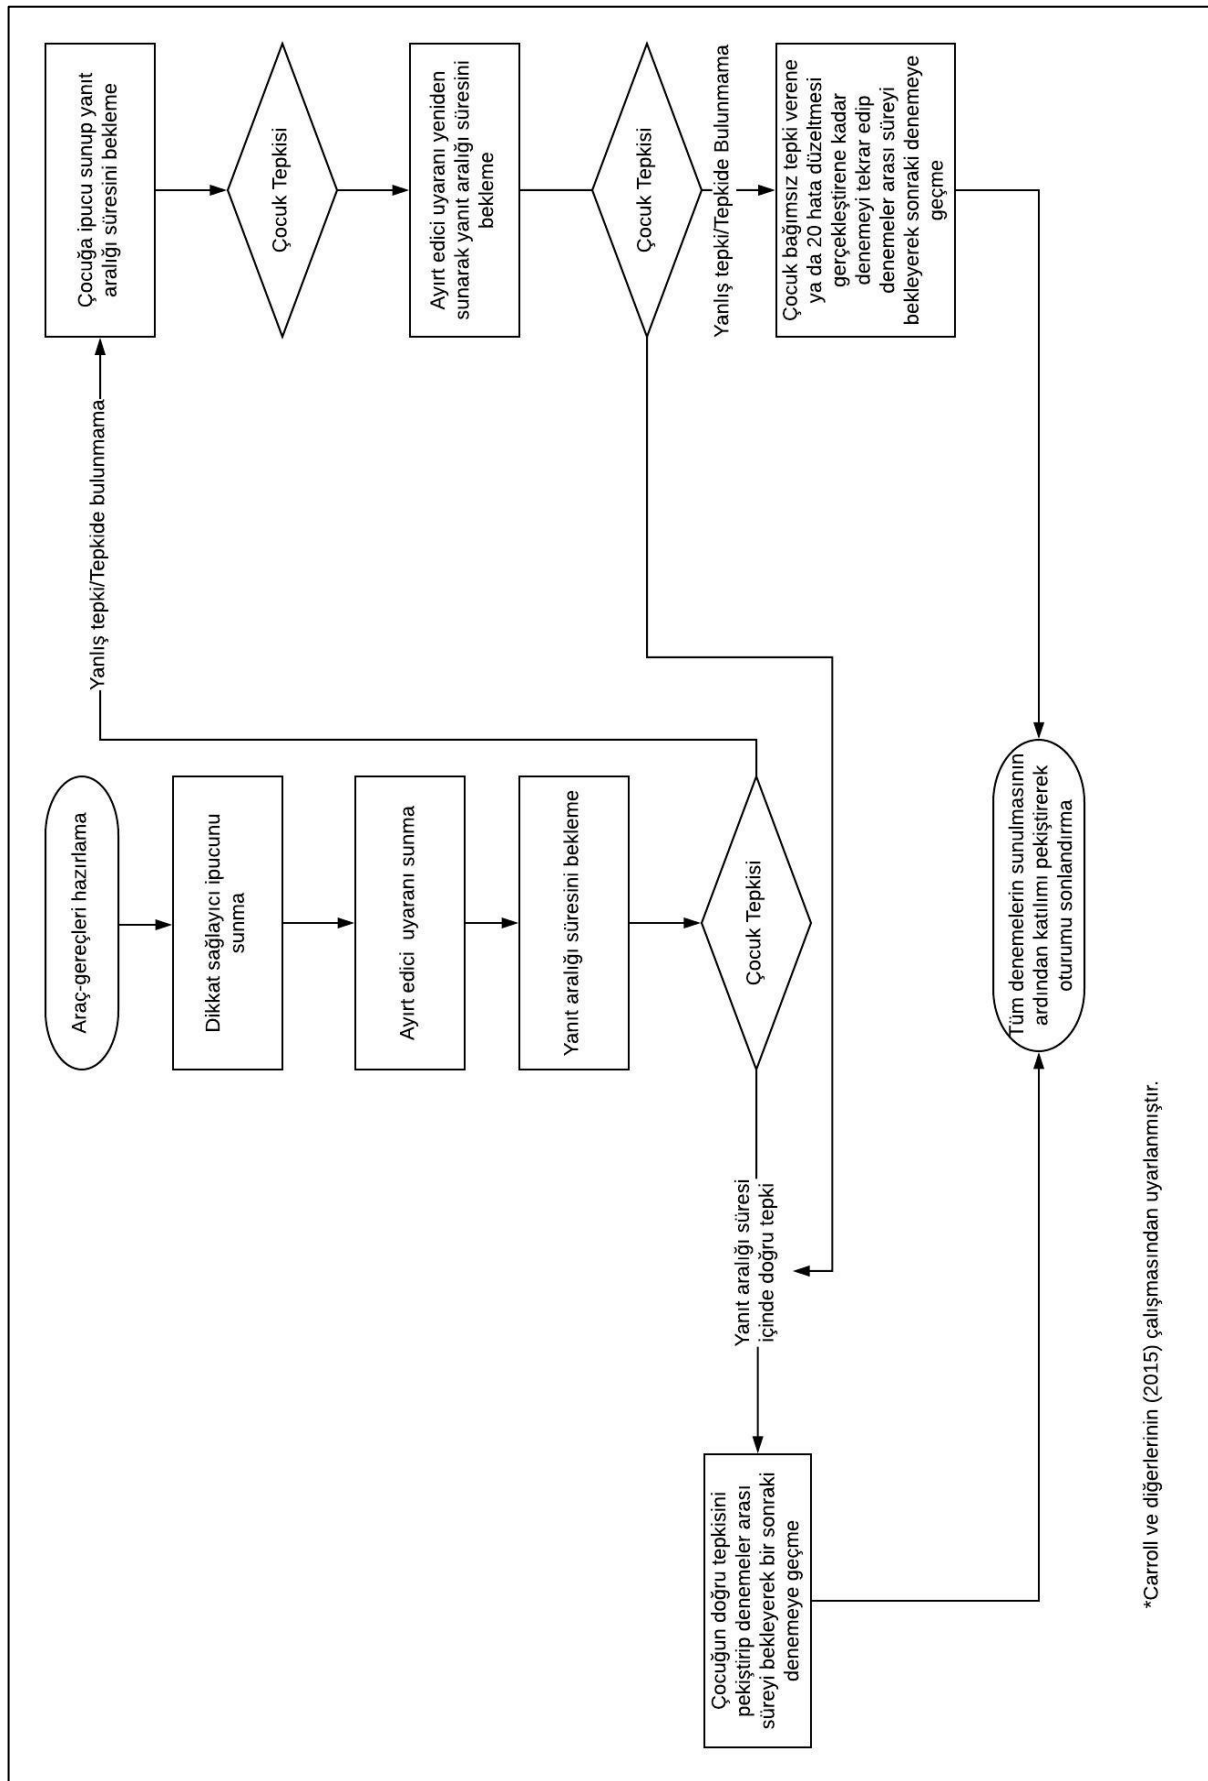 Araç-gereçleri hazırlama
Dikkat sağlayıcı ipucunu
sunma
Ayırt edici uyaranı sunma
Yanıt aralığı süresini bekleme
Çocuk Tepkisi
Yanıt aralığı süresi
içinde doğru tepki
Çocuğun doğru tepkisini
pekiştirip denemeler arası
süreyi bekleyerek bir sonraki
denemeye geçme
Yanlış tepki/Tepkide bulunmama
Çocuğa ipucu sunup yanıt
aralığı süresini bekleme
Çocuk Tepkisi
Ayırt edici uyaranı yeniden
sunarak yanıt aralığı süresini
bekleme
Çocuk Tepkisi
Yanlış tepki/Tepkide Bulunmama
Çocuk bağımsız tepki verene
ya da 20 hata düzeltmesi
gerçekleştirene kadar
denemeyi tekrar edip
denemeler arası süreyi
bekleyerek sonraki denemeye
geçme
Tüm denemelerin sunulmasının
ardından katılımı pekiştirerek
oturumu sonlandırma
*Carroll ve diğerlerinin (2015) çalışmasından uyarlanmıştır.